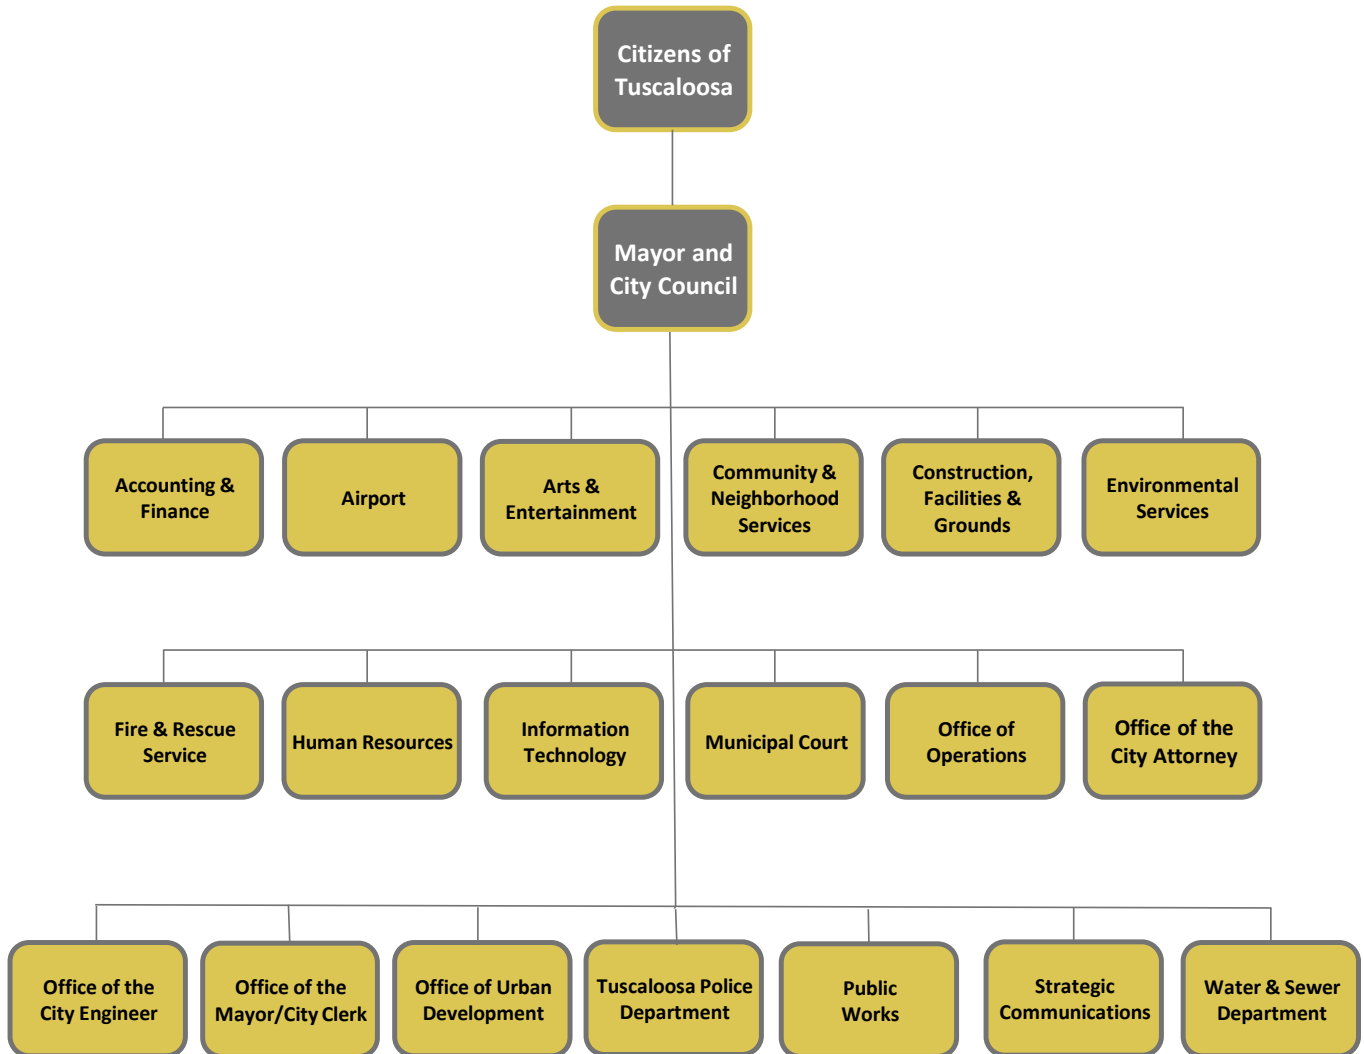 Citizens of
Tuscaloosa
Mayor and
City Council
Accounting &
Finance
Airport
Arts &
Entertainment
Community &
Neighborhood
Services
Construction,
Facilities &
Grounds
Environmental
Services
Fire & Rescue
Service
Human Resources
Information
Technology
Municipal Court
Office of
Operations
Office of the
City Attorney
Office of the
City Engineer
Office of the
Mayor/City Clerk
Office of Urban
Development
Tuscaloosa Police
Department
Public
Works
Strategic
Communications
Water & Sewer
Department